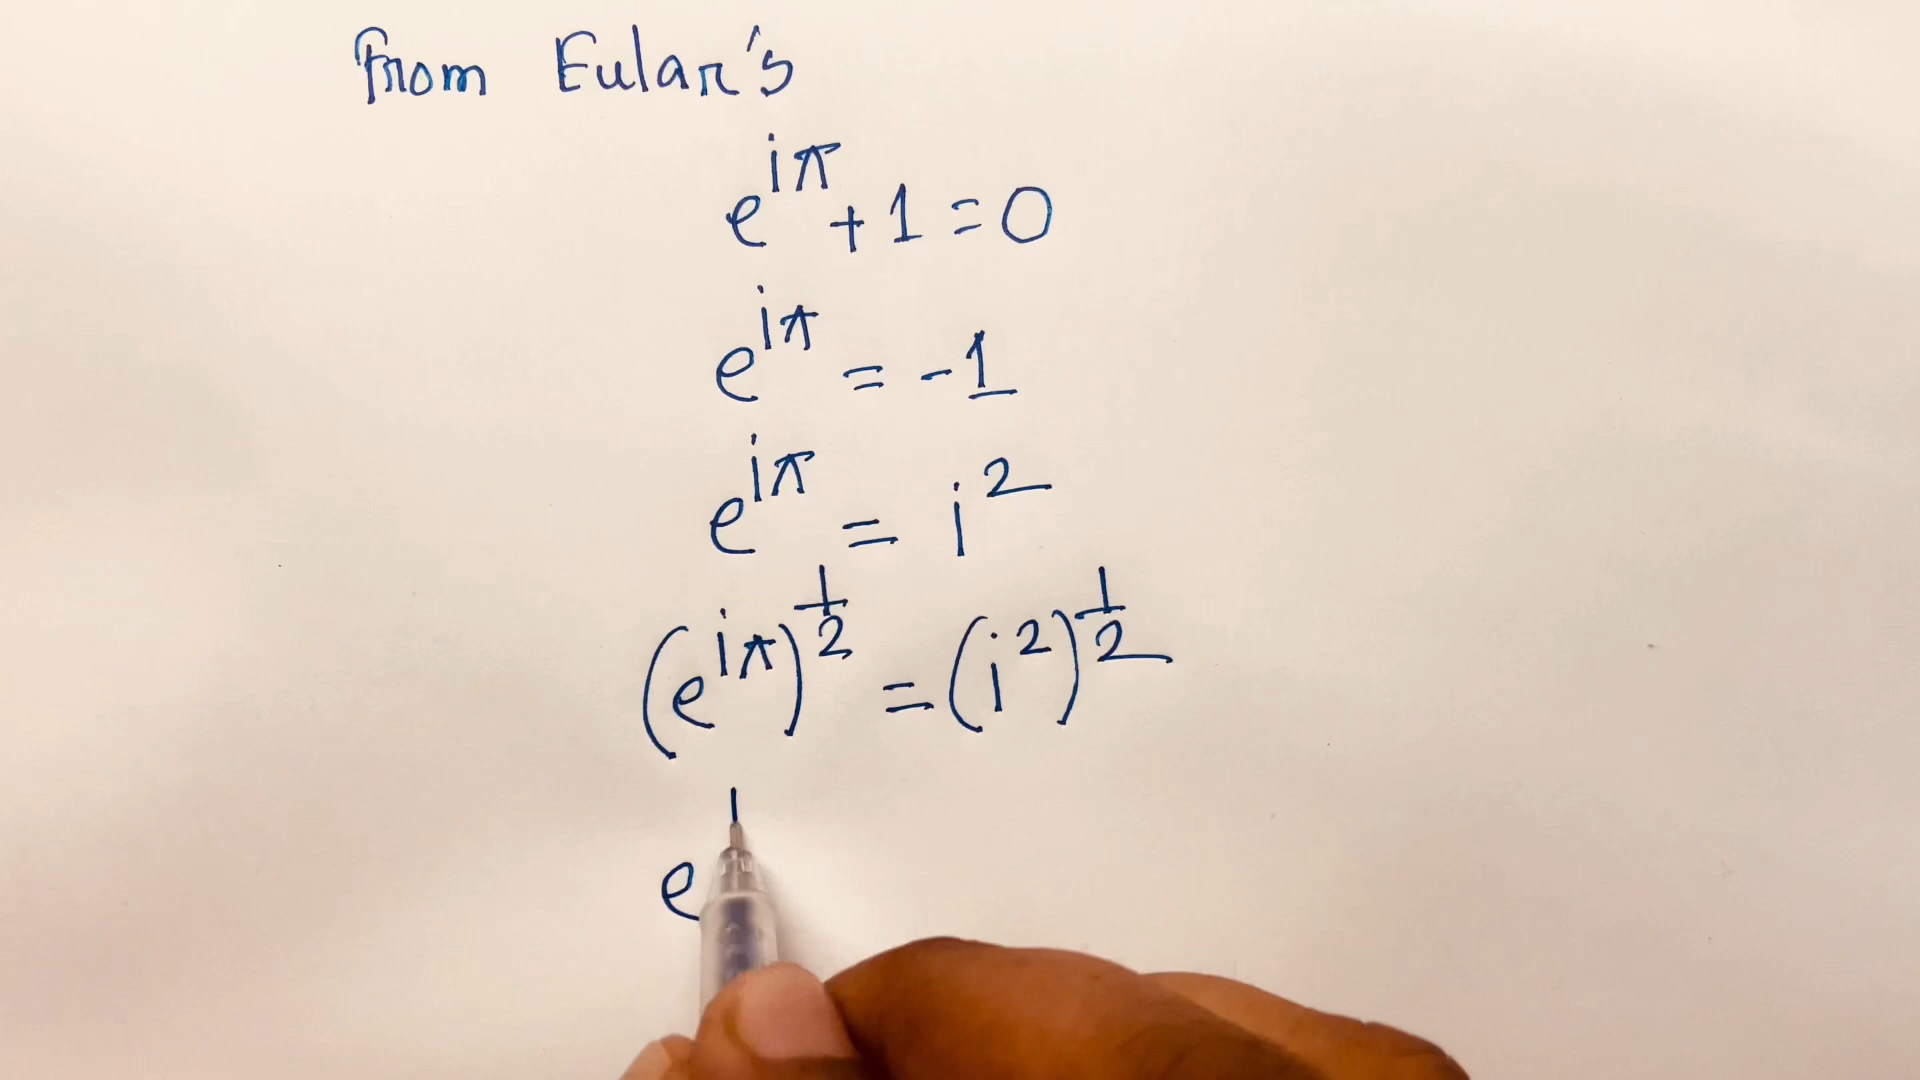 From Eular's
e^{iπ} + 1 = 0
e^{iπ} = -1
e^{iπ} = i^2
(e^{iπ})^{1/2} = (i^2)^{1/2}
e^{i